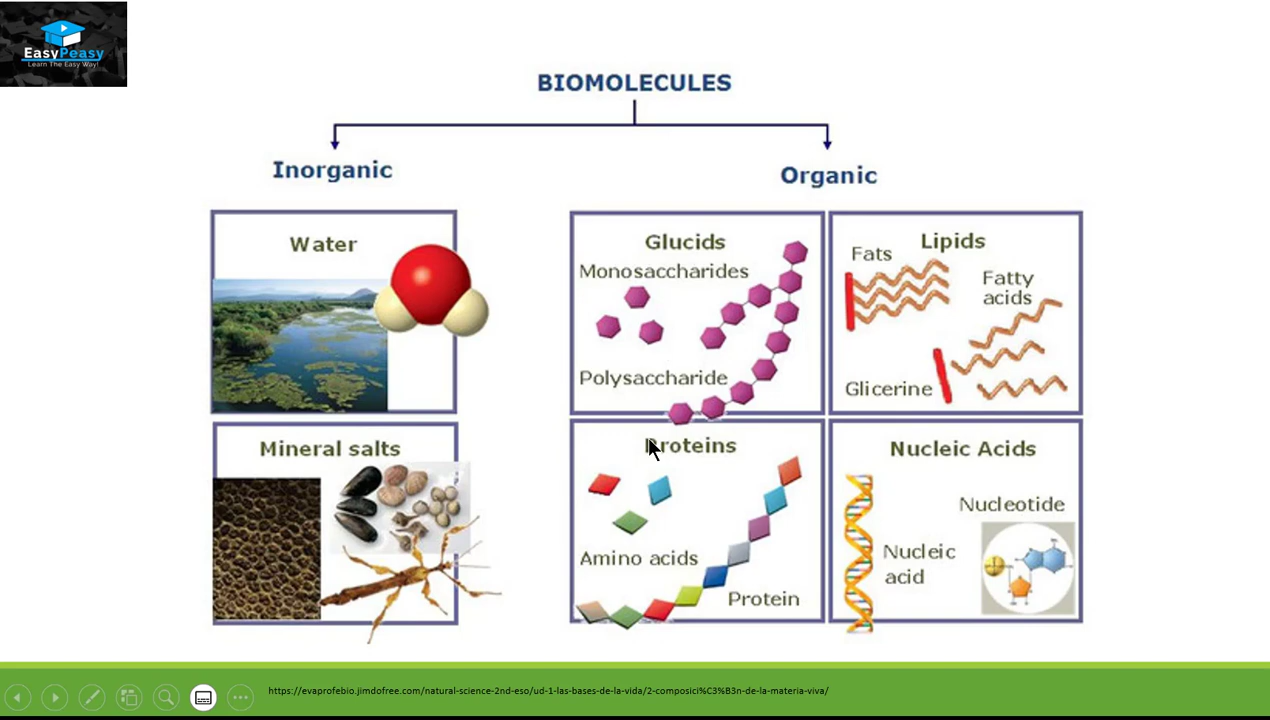 EasyPeasy
Learn The Easy Way!
BIOMOLECULES
Inorganic
Organic
Water
Mineral salts
Glucids
Monosaccharides
Polysaccharide
Lipids
Fats
Fatty
acids
Glicerine
Proteins
Amino acids
Protein
Nucleic Acids
Nucleotide
Nucleic
acid
https://evaprofebio.jimdofree.com/natural-science-2nd-eso/ud-1-las-bases-de-la-vida/2-composici%C3%B3n-de-la-materia-viva/